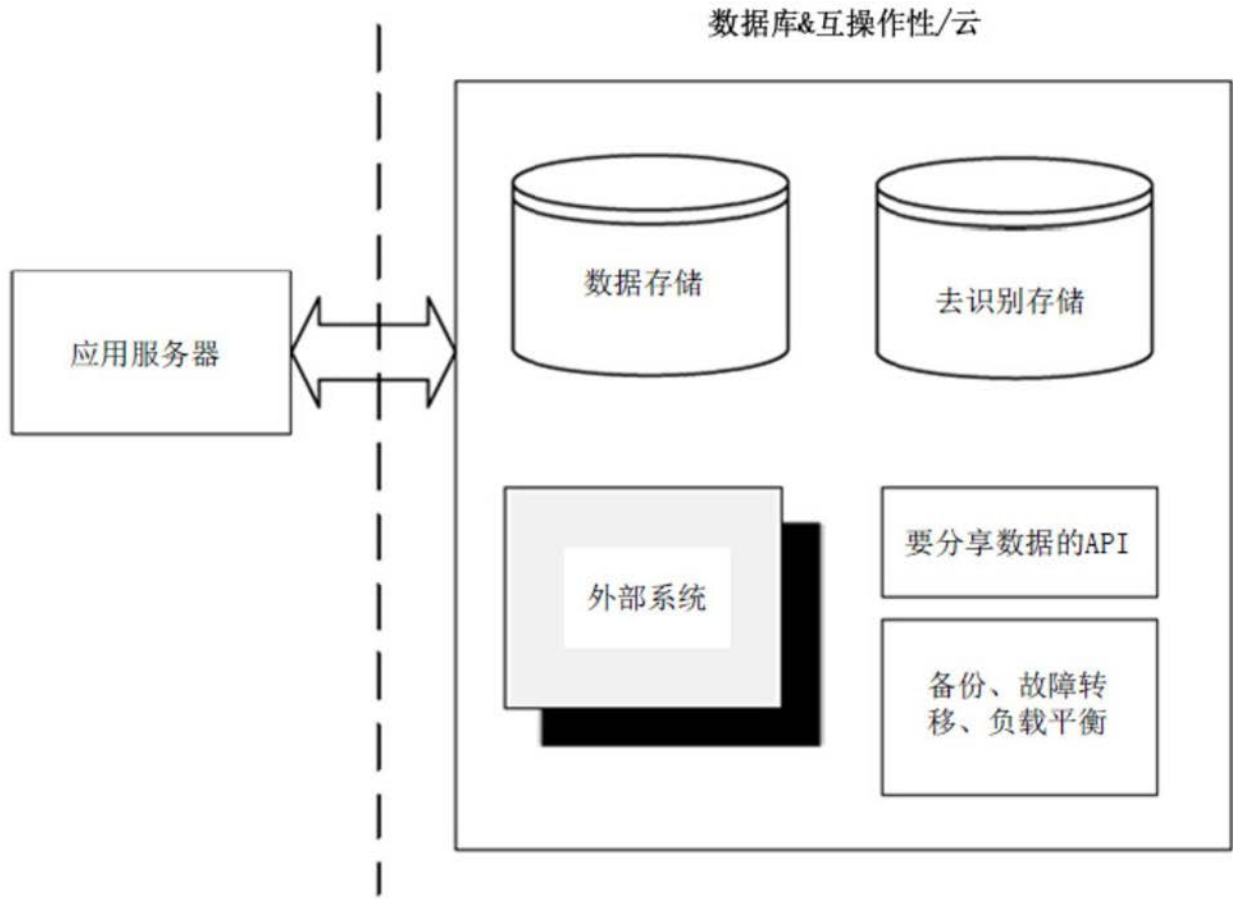 数据库&互操作性/云
数据存储
去识别存储
应用服务器
要分享数据的API
外部系统
备份、故障转
移、负载平衡